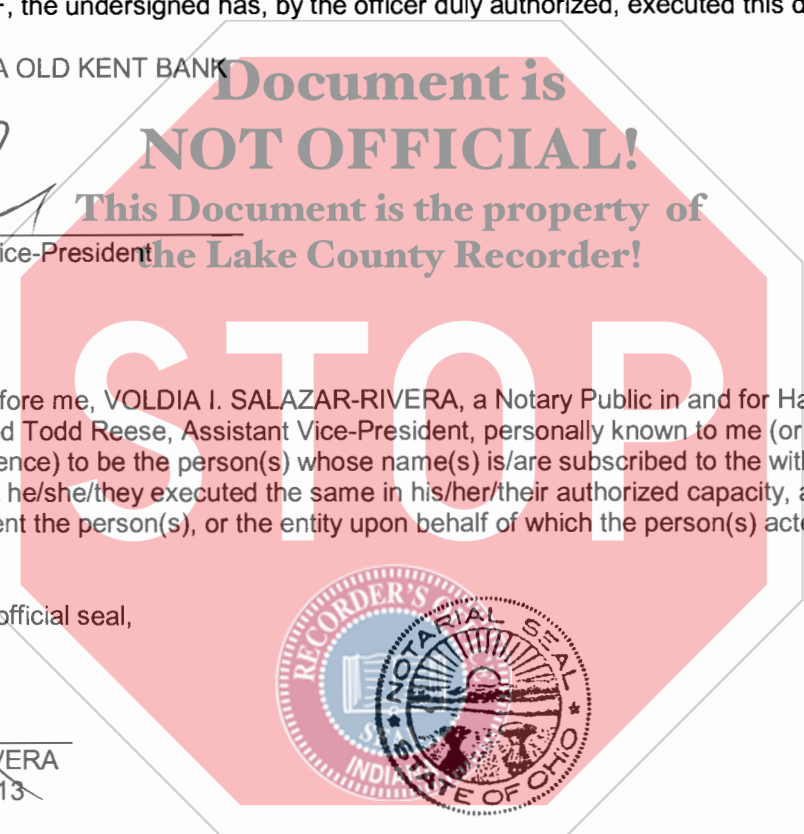 , the undersigned has, by the officer duly authorized, executed this d
A OLD KENT BANK
Document is
NOT OFFICIAL!
This Document is the property of
ice-President
the Lake County Recorder!
STOP
fore me, VOLDIA I. SALAZAR-RIVERA, a Notary Public in and for Ha
d Todd Reese, Assistant Vice-President, personally known to me (or
ence) to be the person(s) whose name(s) is/are subscribed to the wit
he/she/they executed the same in his/her/their authorized capacity, a
ent the person(s), or the entity upon behalf of which the person(s) acte
official seal,
RECORDER'S
SEAL
INDIANA
NOTARIAL SEAL
STATE OF OHIO
VERA
13